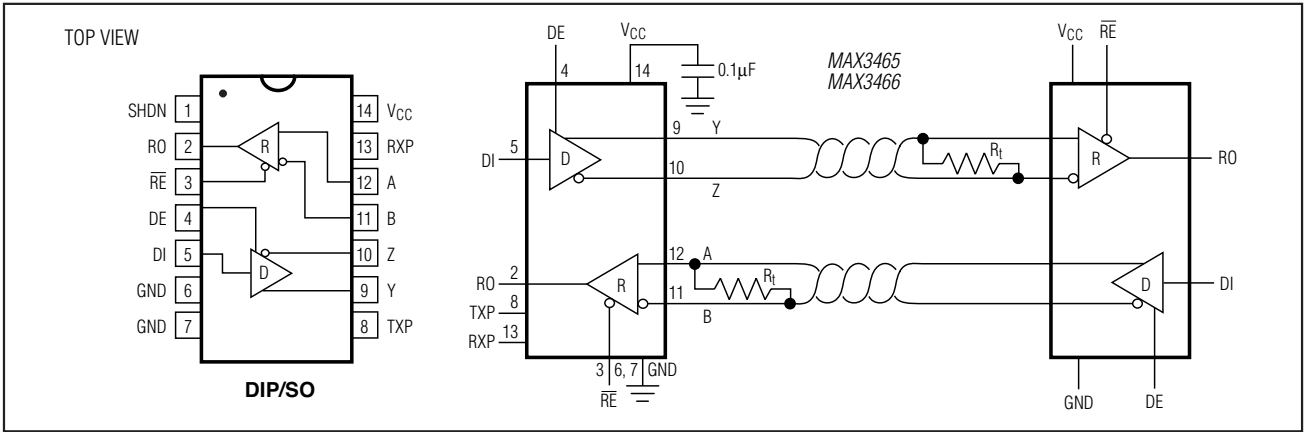 TOP VIEW
SHDN 1
RO 2
R̅E̅ 3
DE 4
DI 5
GND 6
GND 7
14 VCC
13 RXP
12 A
11 B
10 Z
9 Y
8 TXP
R
D
DIP/SO
DE
4
VCC
14
0.1µF
MAX3465
MAX3466
5
DI
D
9 Y
10
Z
Rt
12 A
11
B
Rt
RO 2
TXP 8
RXP 13
R
3 6, 7 GND
R̅E̅
VCC R̅E̅
R
RO
D
DI
GND DE